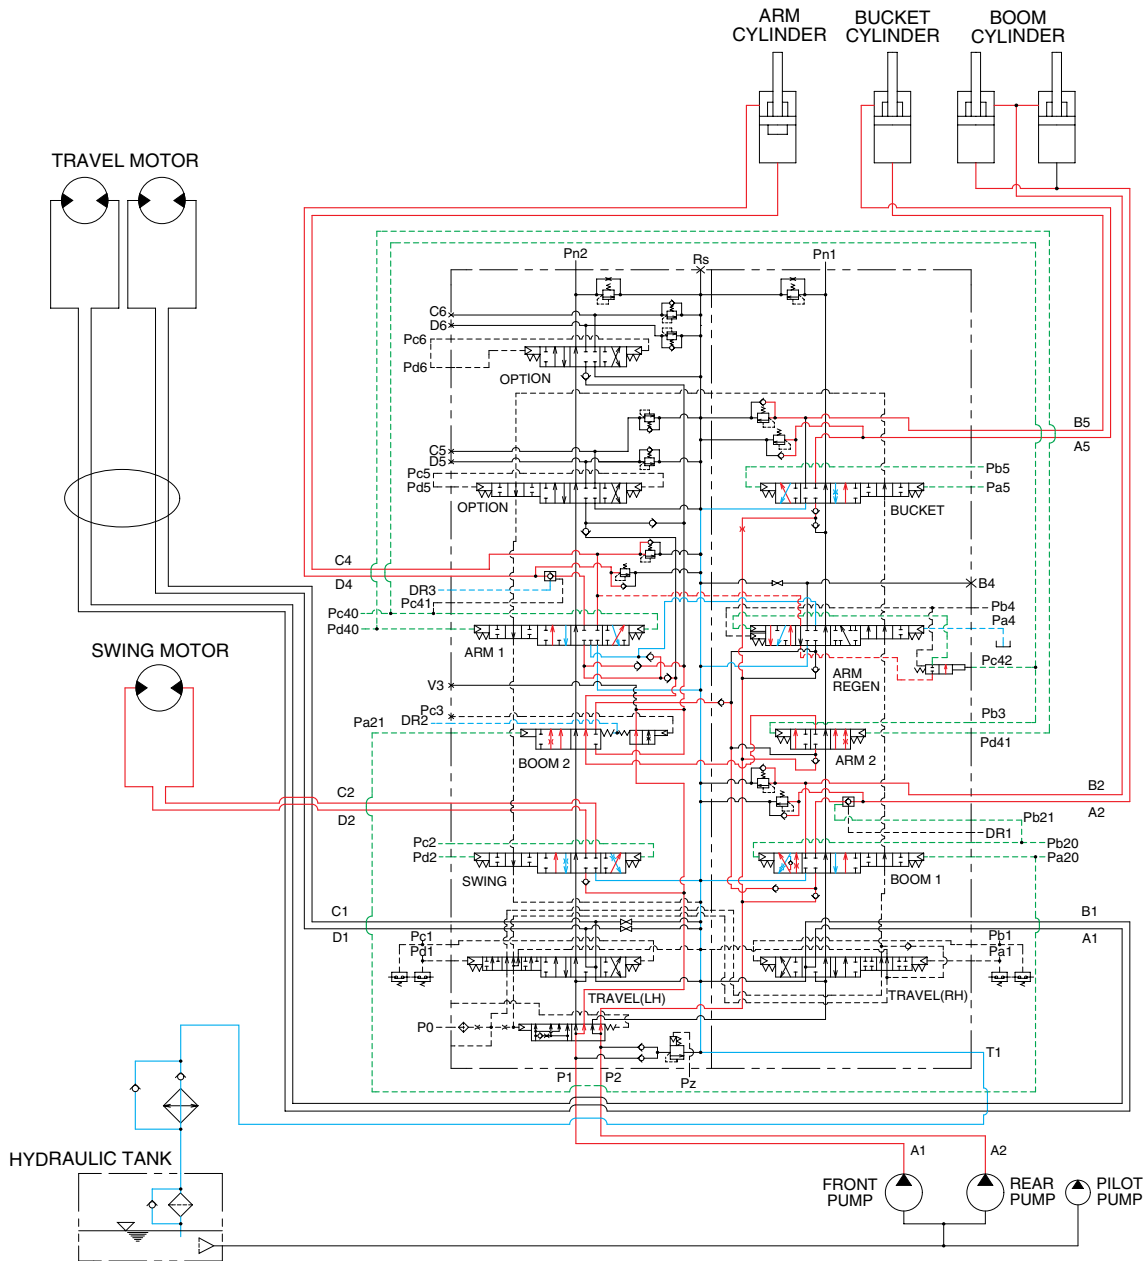 ARM
CYLINDER
BUCKET
CYLINDER
BOOM
CYLINDER
TRAVEL MOTOR
Pn2
Rs
Pn1
C6
D6
Pc6
Pd6
OPTION
B5
A5
C5
D5
Pc5
Pd5
OPTION
Pb5
Pa5
BUCKET
C4
D4
DR3
Pc41
Pc40
Pd40
ARM 1
B4
Pb4
Pa4
ARM
REGEN
Pc42
SWING MOTOR
V3
Pc3
Pa21
DR2
BOOM 2
Pb3
Pd41
ARM 2
C2
D2
B2
A2
Pb21
DR1
Pc2
Pd2
SWING
Pb20
Pa20
BOOM 1
C1
D1
B1
A1
Pc1
Pd1
TRAVEL(LH)
Pb1
Pa1
TRAVEL(RH)
P0
T1
P1
P2
Pz
HYDRAULIC TANK
A1
A2
FRONT
PUMP
REAR
PUMP
PILOT
PUMP